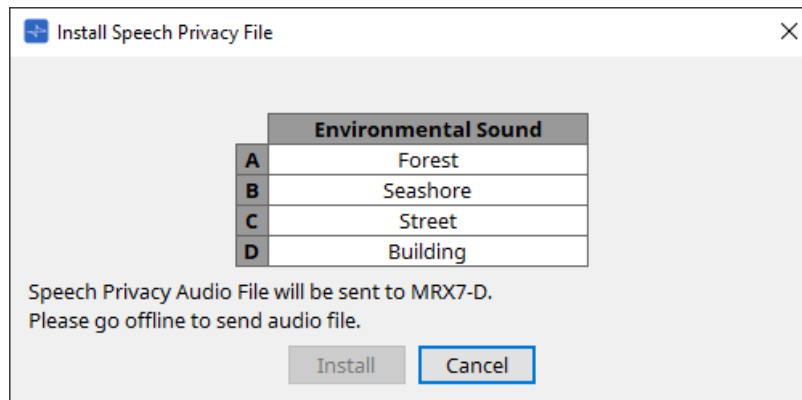 Install Speech Privacy File
Environmental Sound
A Forest
B Seashore
C Street
D Building
Speech Privacy Audio File will be sent to MRX7-D.
Please go offline to send audio file.
Install Cancel